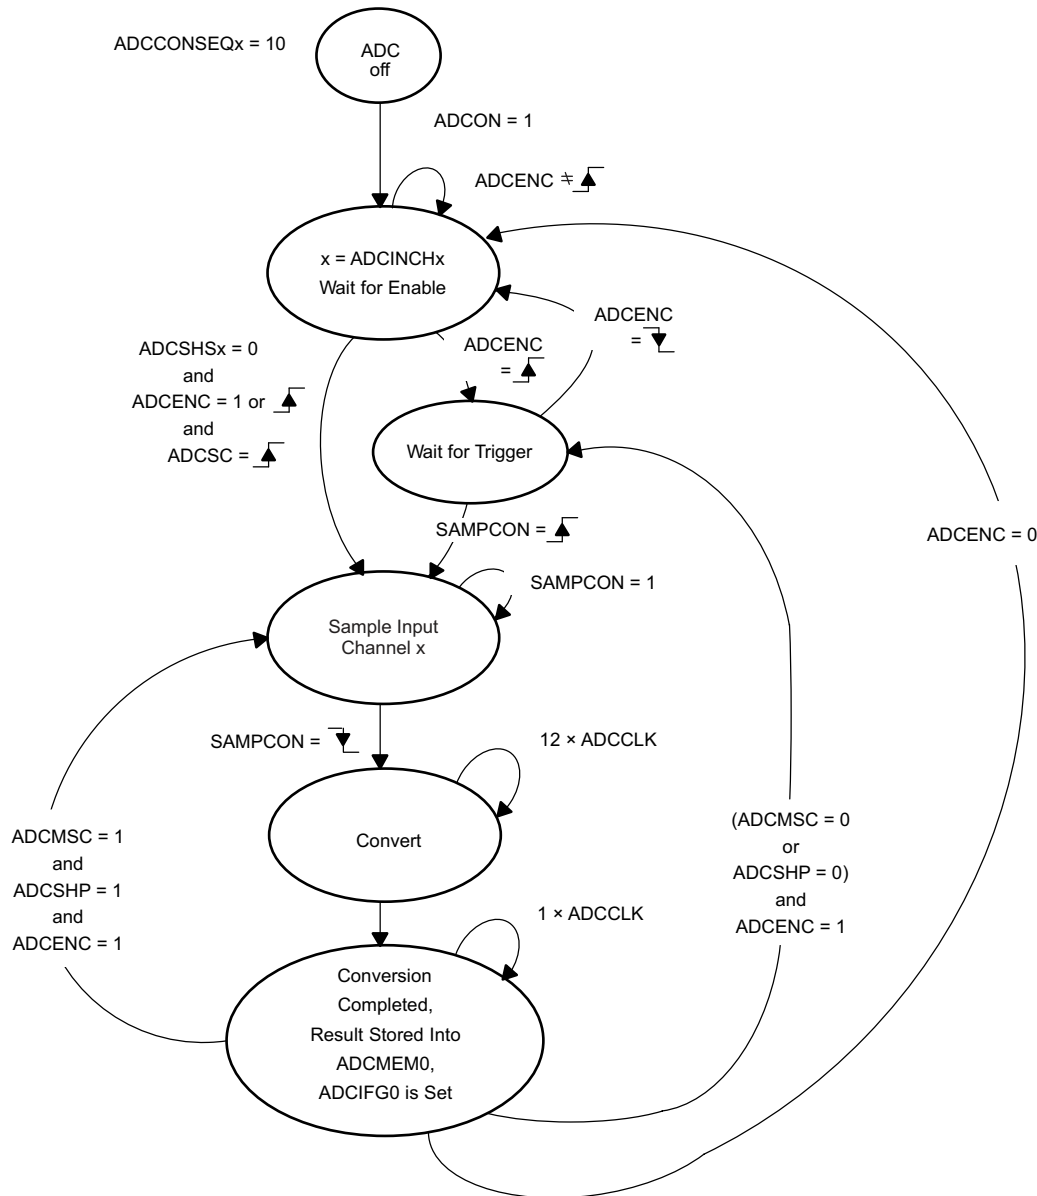 ADCCONSEQx = 10
ADC
off
ADCON = 1
ADCENC ≠
x = ADCINCHx
Wait for Enable
ADCENC
=
ADCENC
=
ADCSHSx = 0
and
ADCENC = 1 or
and
ADCSC =
Wait for Trigger
SAMPCON =
ADCENC = 0
SAMPCON = 1
Sample Input
Channel x
SAMPCON =
12 × ADCCLK
Convert
ADCMSC = 1
and
ADCSHP = 1
and
ADCENC = 1
(ADCMSC = 0
or
ADCSHP = 0)
and
ADCENC = 1
1 × ADCCLK
Conversion
Completed,
Result Stored Into
ADCMEM0,
ADCIFG0 is Set